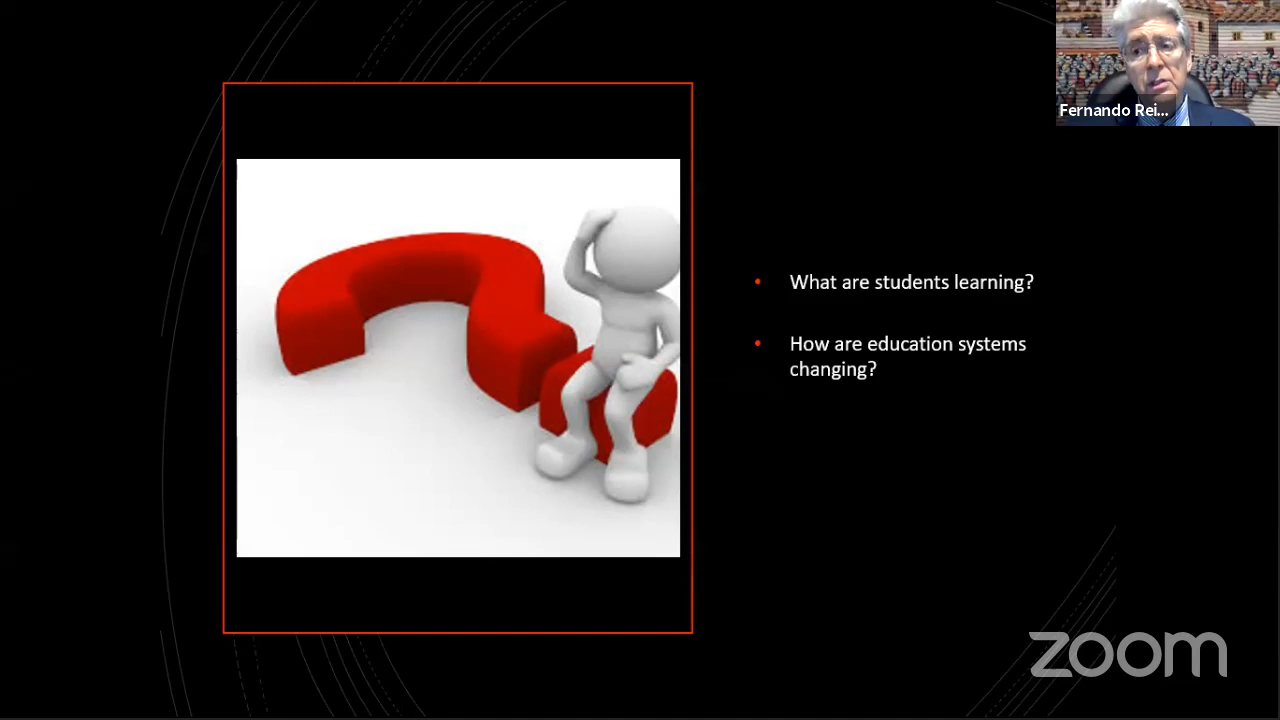 Fernando Rei...
What are students learning?
How are education systems
changing?
zoom